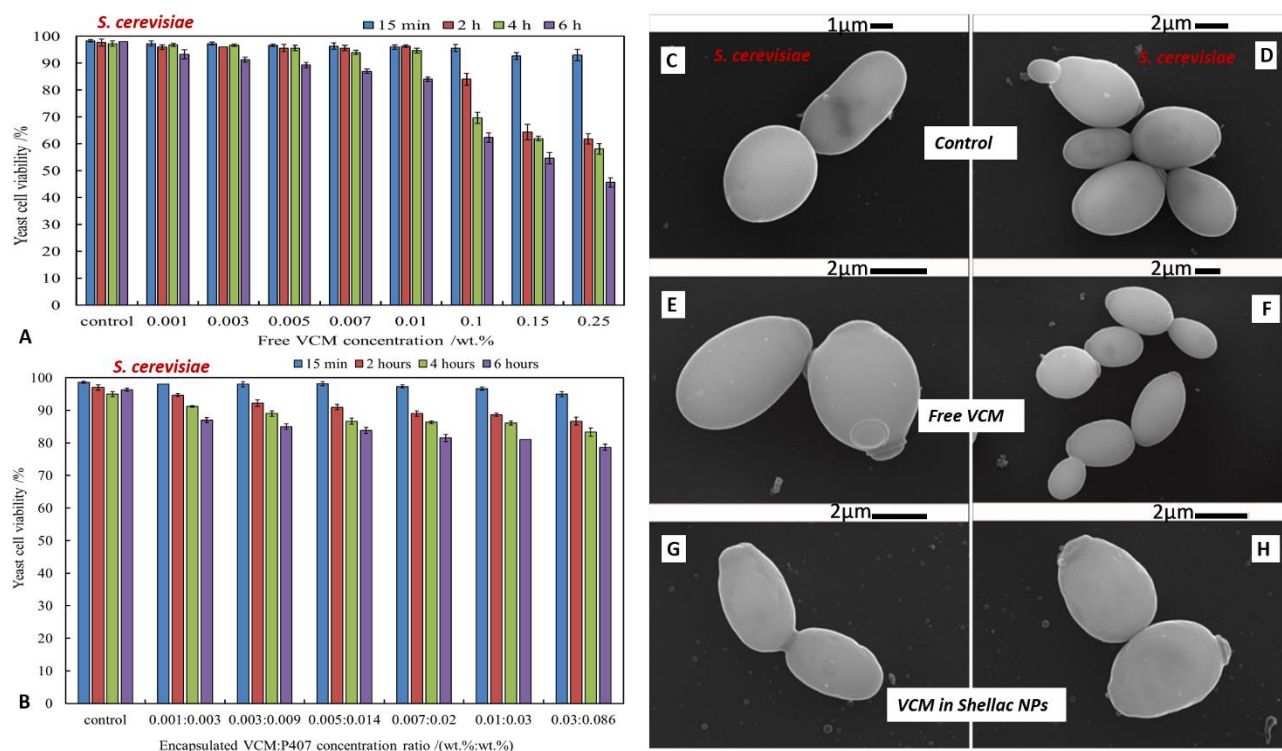 A
S. cerevisiae
15 min 2 h 4 h 6 h
Yeast cell viability /%
100
90
80
70
60
50
40
30
20
10
0
control 0.001 0.003 0.005 0.007 0.01 0.1 0.15 0.25
Free VCM concentration /wt.%
B
S. cerevisiae
15 min 2 hours 4 hours 6 hours
Yeast cell viability /%
100
90
80
70
60
50
40
30
20
10
0
control 0.001:0.003 0.003:0.009 0.005:0.014 0.007:0.02 0.01:0.03 0.03:0.086
Encapsulated VCM:P407 concentration ratio /(wt.%:wt.%)
1µm
2µm
C
S. cerevisiae
D
S. cerevisiae
Control
2µm
2µm
E
F
Free VCM
2µm
2µm
G
H
VCM in Shellac NPs